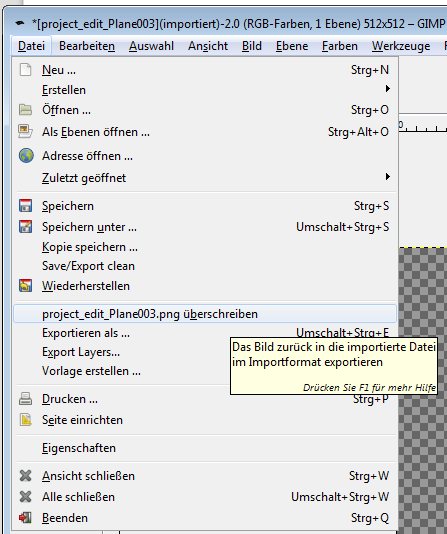 *[project_edit_Plane003](importiert)-2.0 (RGB-Farben, 1 Ebene) 512x512 – GIMP
Datei Bearbeiten Auswahl Ansicht Bild Ebene Farben Werkzeuge
Neu ... Strg+N
Erstellen
Öffnen ... Strg+O
Als Ebenen öffnen ... Strg+Alt+O
Adresse öffnen ...
Zuletzt geöffnet
Speichern Strg+S
Speichern unter ... Umschalt+Strg+S
Kopie speichern ...
Save/Export clean
Wiederherstellen
project_edit_Plane003.png überschreiben
Exportieren als ... Umschalt+Strg+E
Export Layers...
Vorlage erstellen ...
Das Bild zurück in die importierte Datei
im Importformat exportieren
Drücken Sie F1 für mehr Hilfe
Drucken ... Strg+P
Seite einrichten
Eigenschaften
Ansicht schließen Strg+W
Alle schließen Umschalt+Strg+W
Beenden Strg+Q